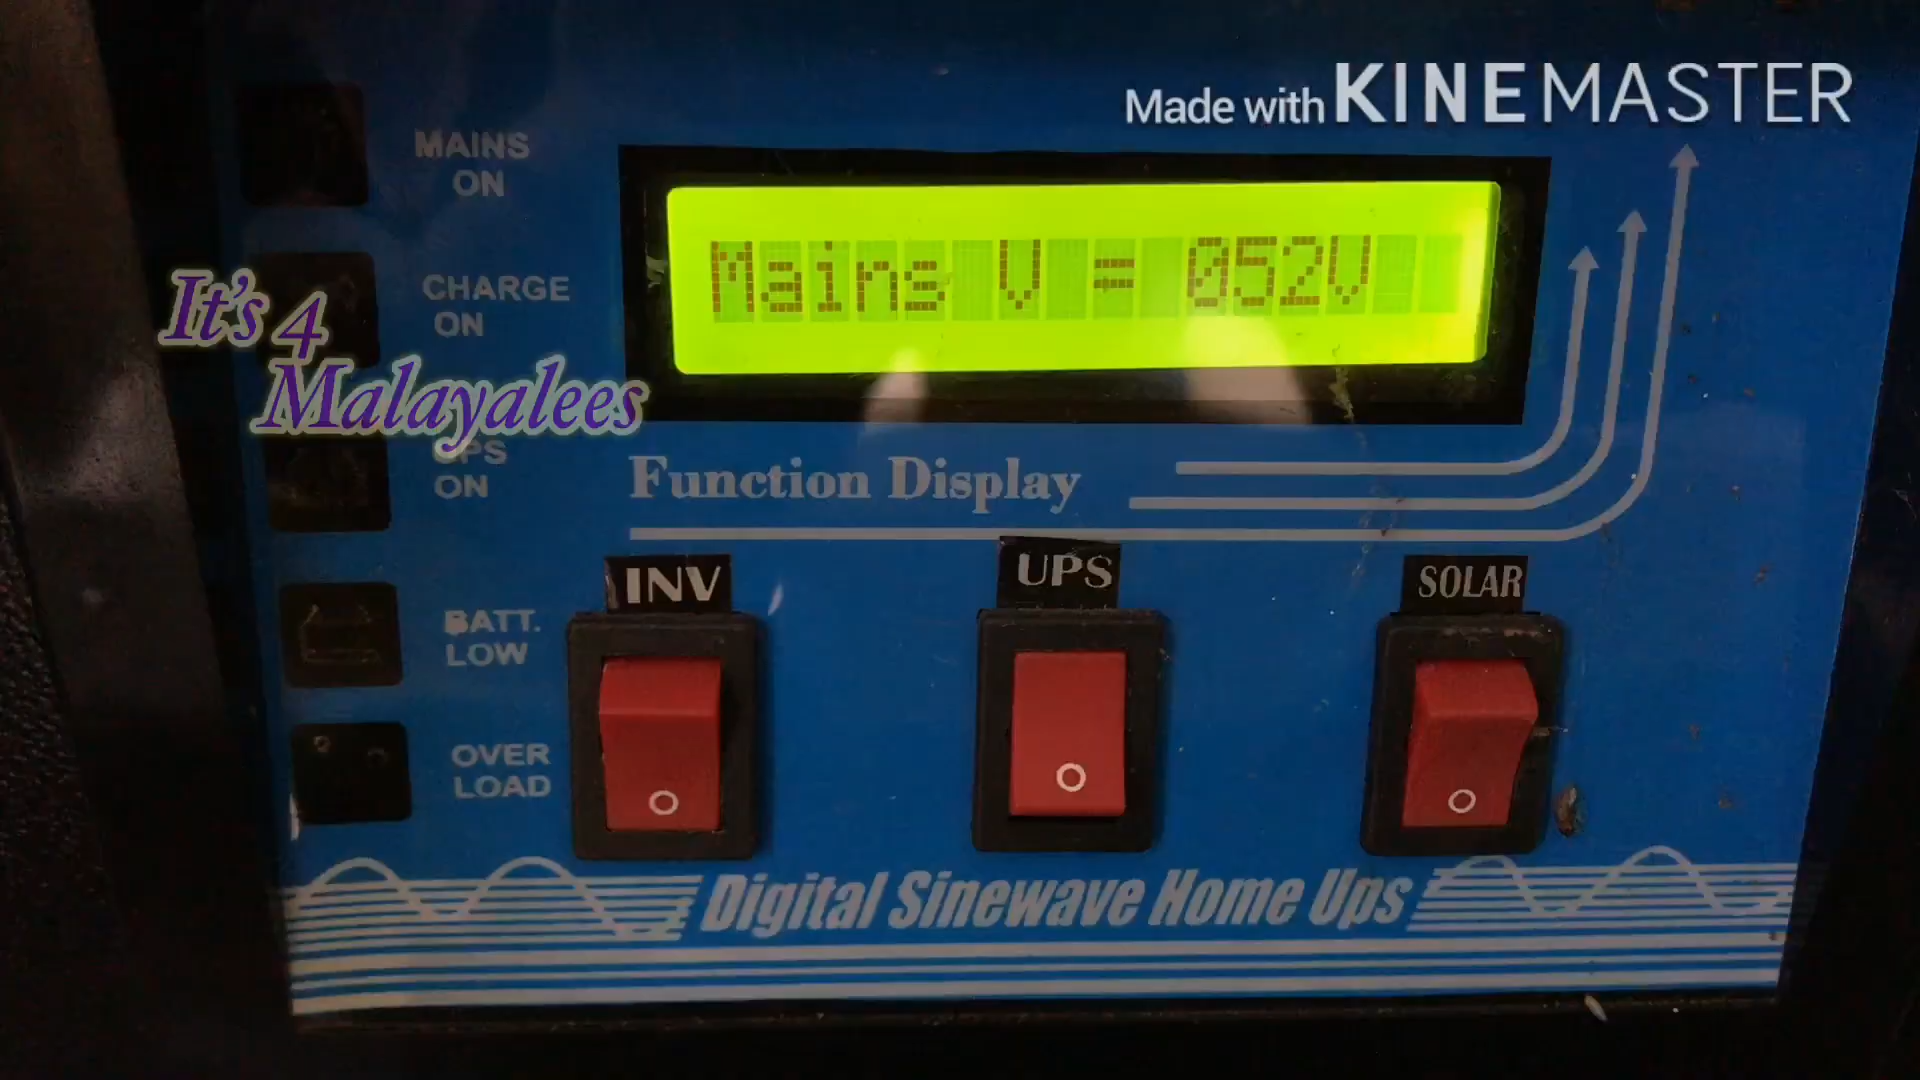 Made with KINEMASTER
MAINS
ON
Mains V = 052V
CHARGE
ON
It's 4
Malayalees
UPS
ON
Function Display
INV
UPS
SOLAR
BATT.
LOW
OVER
LOAD
Digital Sinewave Home Ups